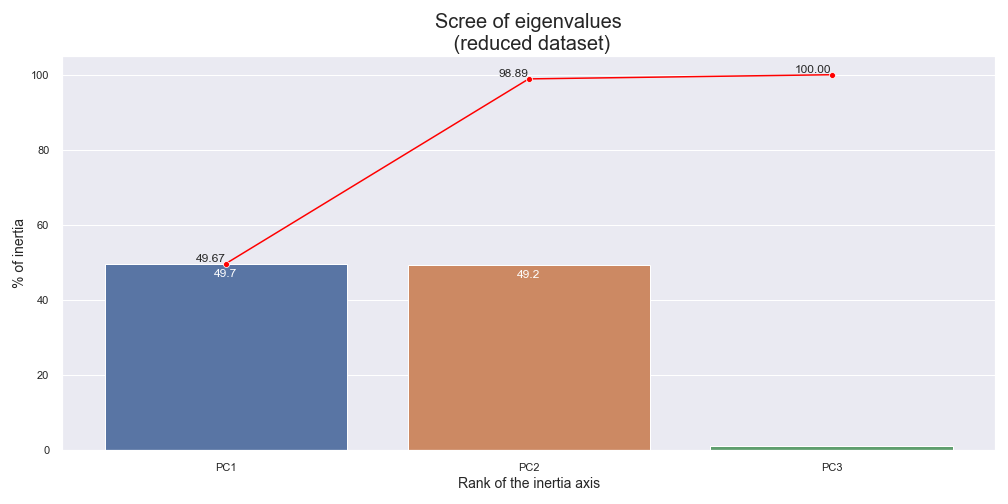 Scree of eigenvalues
(reduced dataset)
% of inertia
100
80
60
40
20
0
49.67
49.7
98.89
49.2
100.00
PC1
PC2
PC3
Rank of the inertia axis